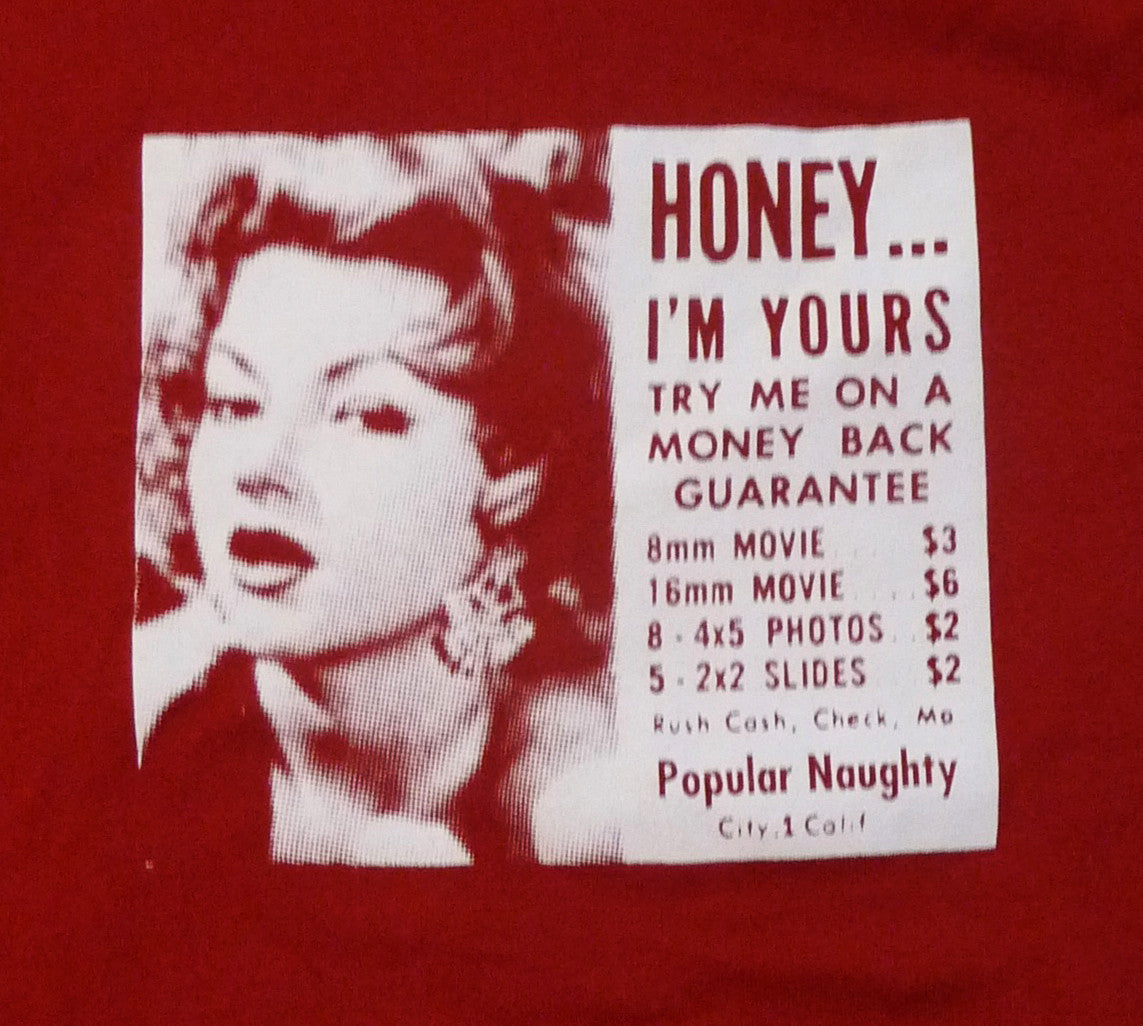 HONEY...
I'M YOURS
TRY ME ON A
MONEY BACK
GUARANTEE
8mm MOVIE $3
16mm MOVIE .. $6
8 - 4x5 PHOTOS .. $2
5 - 2x2 SLIDES $2
Rush Cash, Check, Mo
Popular Naughty
City.1 Calif